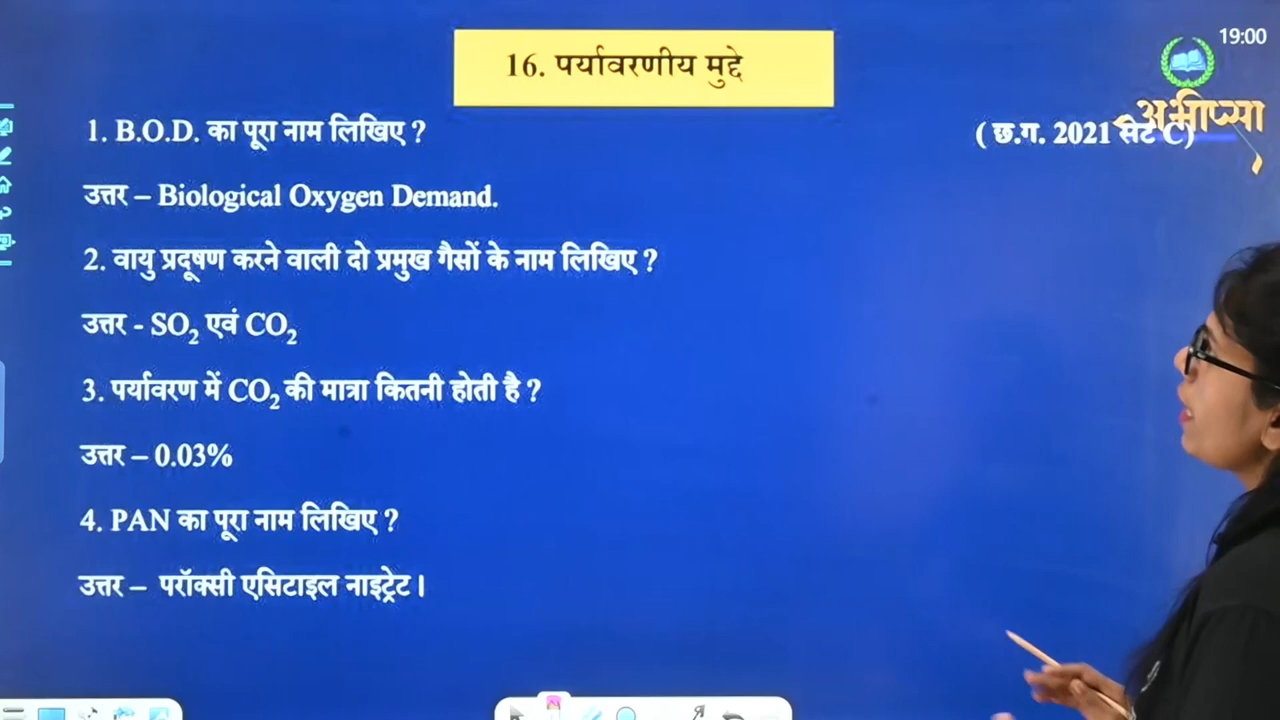 19:00
16. पर्यावरणीय मुद्दे
अभीप्सा
1. B.O.D. का पूरा नाम लिखिए ? ( छ.ग. 2021 सेट C)
उत्तर – Biological Oxygen Demand.
2. वायु प्रदूषण करने वाली दो प्रमुख गैसों के नाम लिखिए ?
उत्तर - SO₂ एवं CO₂
3. पर्यावरण में CO₂ की मात्रा कितनी होती है ?
उत्तर – 0.03%
4. PAN का पूरा नाम लिखिए ?
उत्तर – परॉक्सी एसिटाइल नाइट्रेट।